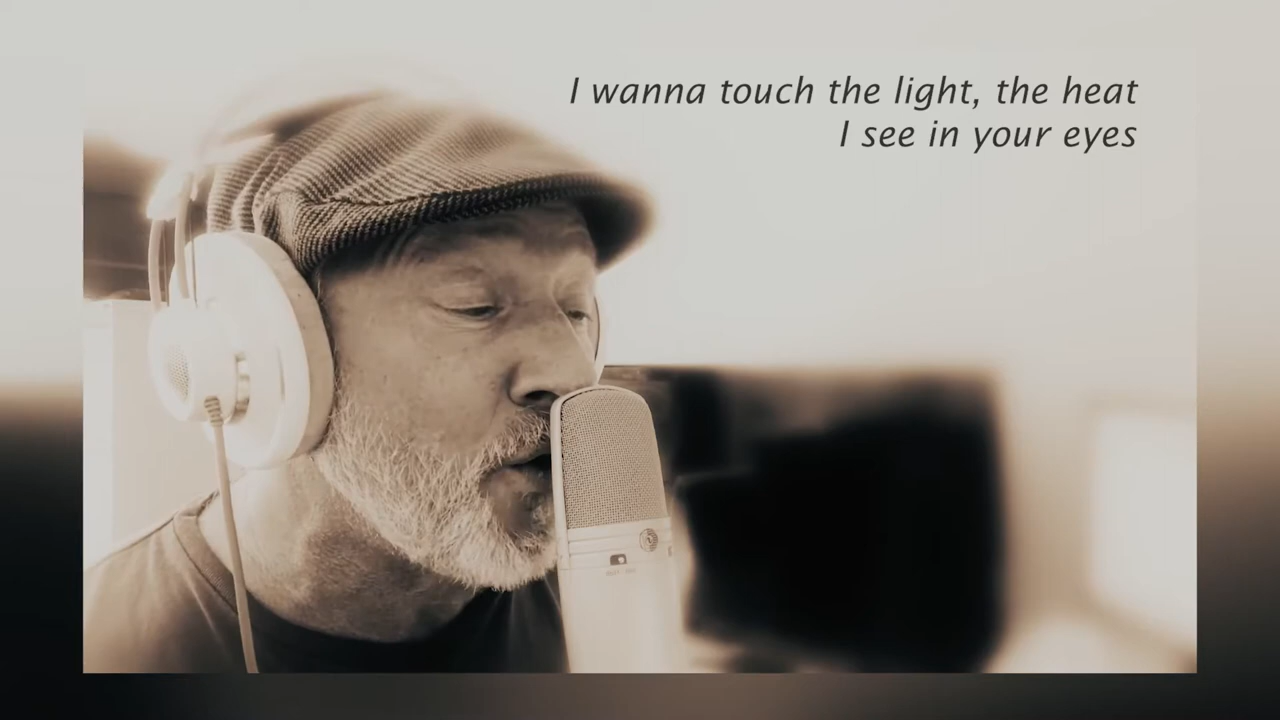 I wanna touch the light, the heat
I see in your eyes